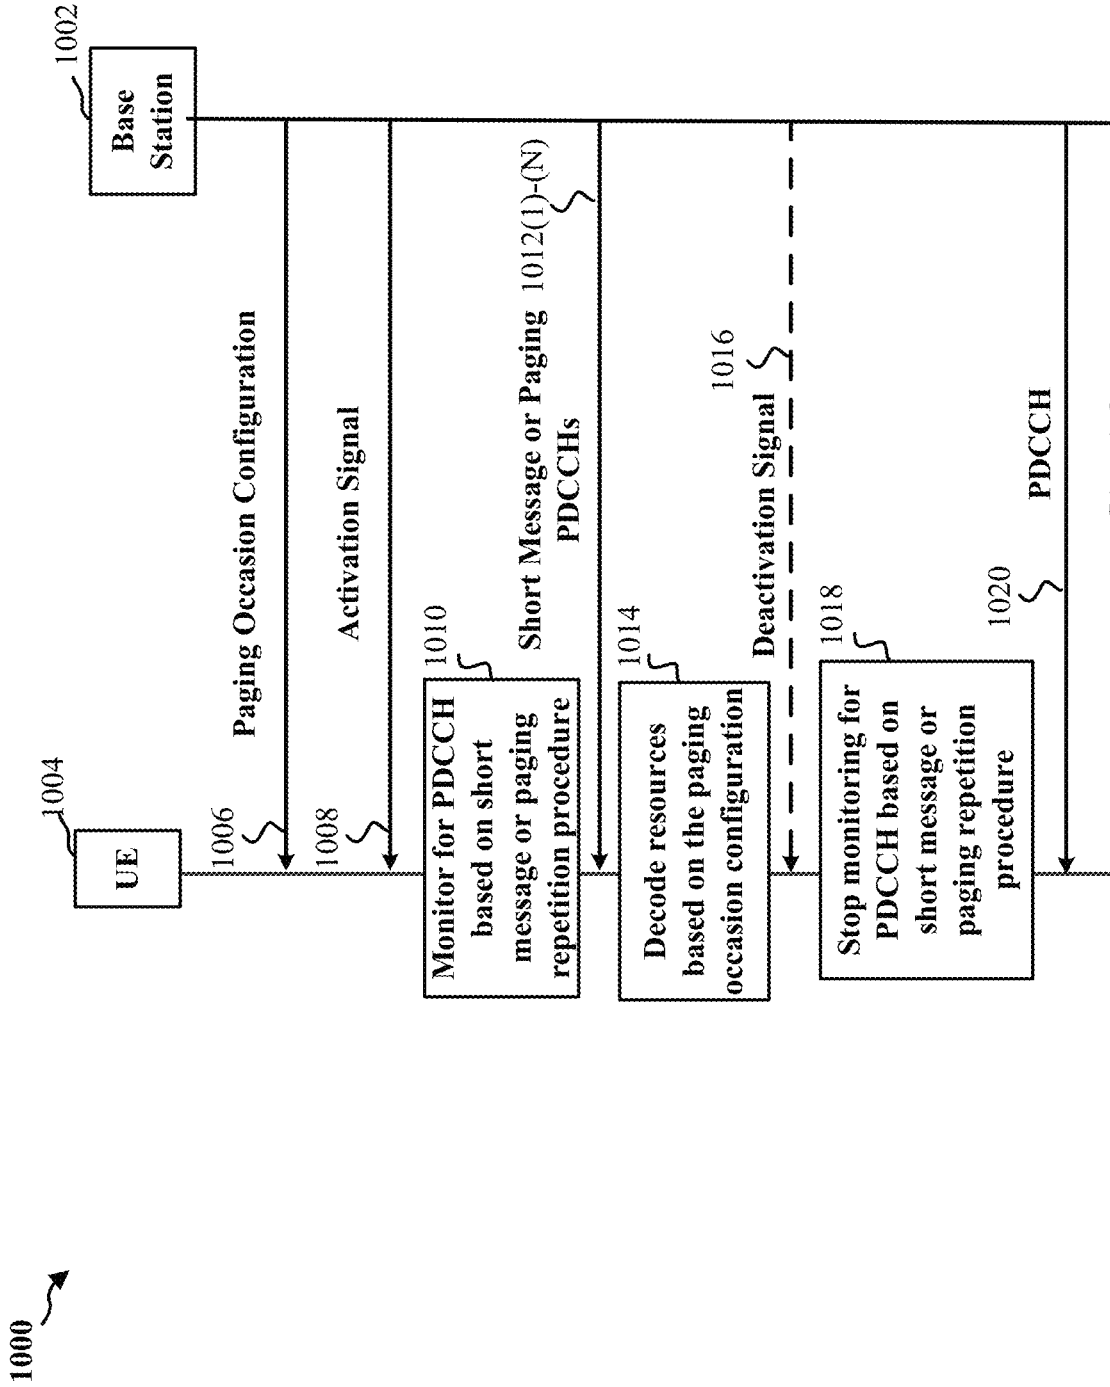 1000
1004
UE
1002
Base
Station
1006
Paging Occasion Configuration
1008
Activation Signal
1010
Monitor for PDCCH
based on short
message or paging
repetition procedure
Short Message or Paging
PDCCHs
1012(1)-(N)
1014
Decode resources
based on the paging
occasion configuration
Deactivation Signal
1016
1018
Stop monitoring for
PDCCH based on
short message or
paging repetition
procedure
1020
PDCCH